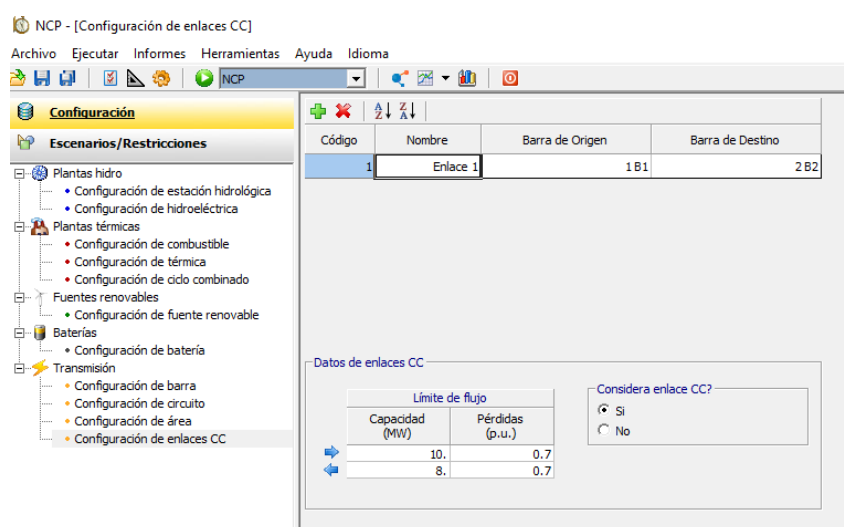 NCP - [Configuración de enlaces CC]
Archivo Ejecutar Informes Herramientas Ayuda Idioma
NCP
Configuración
Escenarios/Restricciones
Plantas hidro
Configuración de estación hidrológica
Configuración de hidroeléctrica
Plantas térmicas
Configuración de combustible
Configuración de térmica
Configuración de ciclo combinado
Fuentes renovables
Configuración de fuente renovable
Baterías
Configuración de batería
Transmisión
Configuración de barra
Configuración de circuito
Configuración de área
Configuración de enlaces CC
Código Nombre Barra de Origen Barra de Destino
1 Enlace 1 1 B1 2 B2
Datos de enlaces CC
Límite de flujo
Capacidad (MW) Pérdidas (p.u.)
10. 0.7
8. 0.7
Considera enlace CC?
Si
No